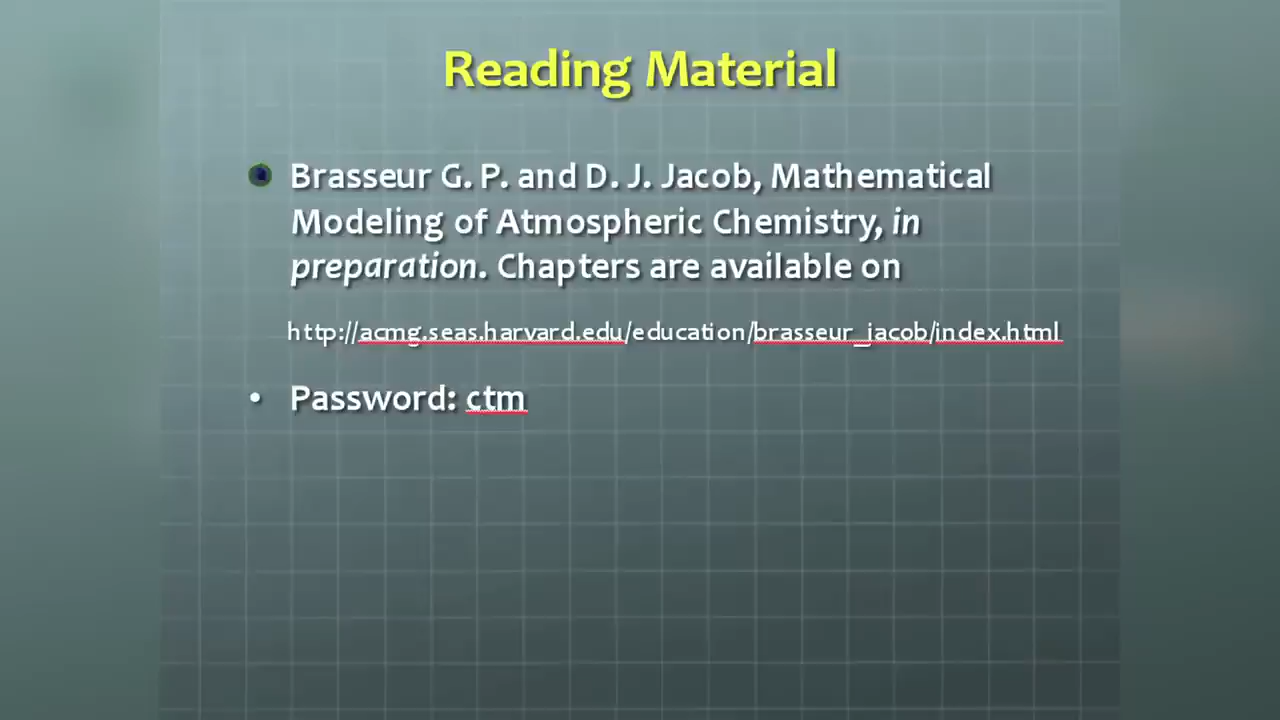 Reading Material
Brasseur G. P. and D. J. Jacob, Mathematical
Modeling of Atmospheric Chemistry, in
preparation. Chapters are available on
http://acmg.seas.harvard.edu/education/brasseur_jacob/index.html
• Password: ctm